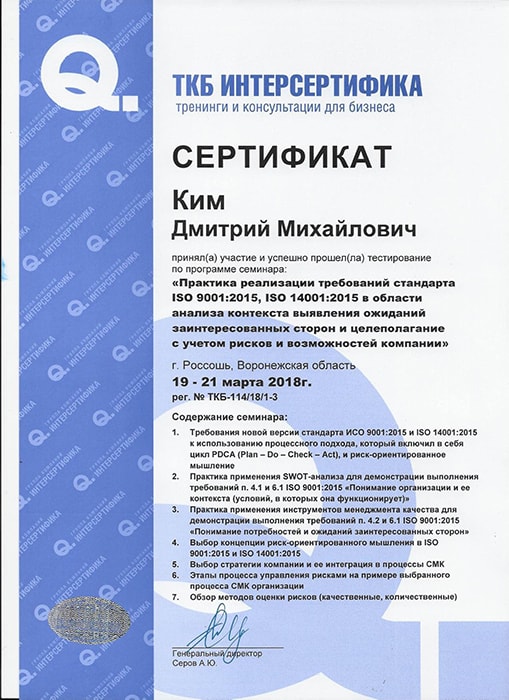 Q.
ТКБ ИНТЕРСЕРТИФИКА
тренинги и консультации для бизнеса
СЕРТИФИКАТ
Ким
Дмитрий Михайлович
принял(а) участие и успешно прошел(ла) тестирование
по программе семинара:
«Практика реализации требований стандарта
ISO 9001:2015, ISO 14001:2015 в области
анализа контекста выявления ожиданий
заинтересованных сторон и целеполагание
с учетом рисков и возможностей компании»
г. Россошь, Воронежская область
19 - 21 марта 2018г.
рег. № ТКБ-114/18/1-3
Содержание семинара:
1. Требования новой версии стандарта ИСО 9001:2015 и ISO 14001:2015
к использованию процессного подхода, который включил в себя
цикл PDCA (Plan – Do – Check – Act), и риск-ориентированное
мышление
2. Практика применения SWOT-анализа для демонстрации выполнения
требований п. 4.1 и 6.1 ISO 9001:2015 «Понимание организации и ее
контекста (условий, в которых она функционирует)»
3. Практика применения инструментов менеджмента качества для
демонстрации выполнения требований п. 4.2 и 6.1 ISO 9001:2015
«Понимание потребностей и ожиданий заинтересованных сторон»
4. Выбор концепции риск-ориентированного мышления в ISO
9001:2015 и ISO 14001:2015
5. Выбор стратегии компании и ее интеграция в процессы СМК
6. Этапы процесса управления рисками на примере выбранного
процесса СМК организации
7. Обзор методов оценки рисков (качественные, количественные)
Генеральный директор
Серов А.Ю.